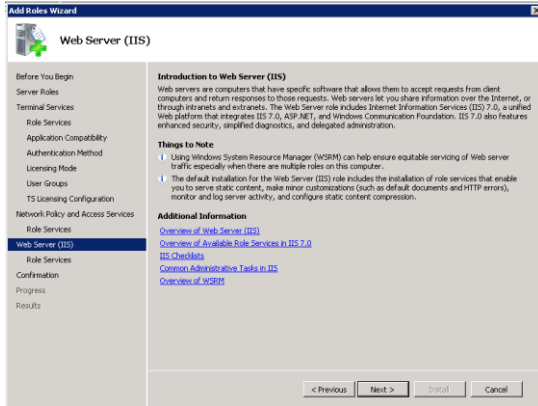 Add Roles Wizard
Web Server (IIS)
Before You Begin
Server Roles
Terminal Services
Role Services
Application Compatibility
Authentication Method
Licensing Mode
User Groups
TS Licensing Configuration
Network Policy and Access Services
Role Services
Web Server (IIS)
Role Services
Confirmation
Progress
Results
Introduction to Web Server (IIS)
Web servers are computers that have specific software that allows them to accept requests from client
computers and return responses to those requests. Web servers let you share information over the Internet, or
through intranets and extranets. The Web Server role includes Internet Information Services (IIS) 7.0, a unified
Web platform that integrates IIS 7.0, ASP.NET, and Windows Communication Foundation. IIS 7.0 also features
enhanced security, simplified diagnostics, and delegated administration.
Things to Note
Using Windows System Resource Manager (WSRM) can help ensure equitable servicing of Web server
traffic especially when there are multiple roles on this computer.
The default installation for the Web Server (IIS) role includes the installation of role services that enable
you to serve static content, make minor customizations (such as default documents and HTTP errors),
monitor and log server activity, and configure static content compression.
Additional Information
Overview of Web Server (IIS)
Overview of Available Role Services in IIS 7.0
IIS Checklists
Common Administrative Tasks in IIS
Overview of WSRM
< Previous Next > Install Cancel